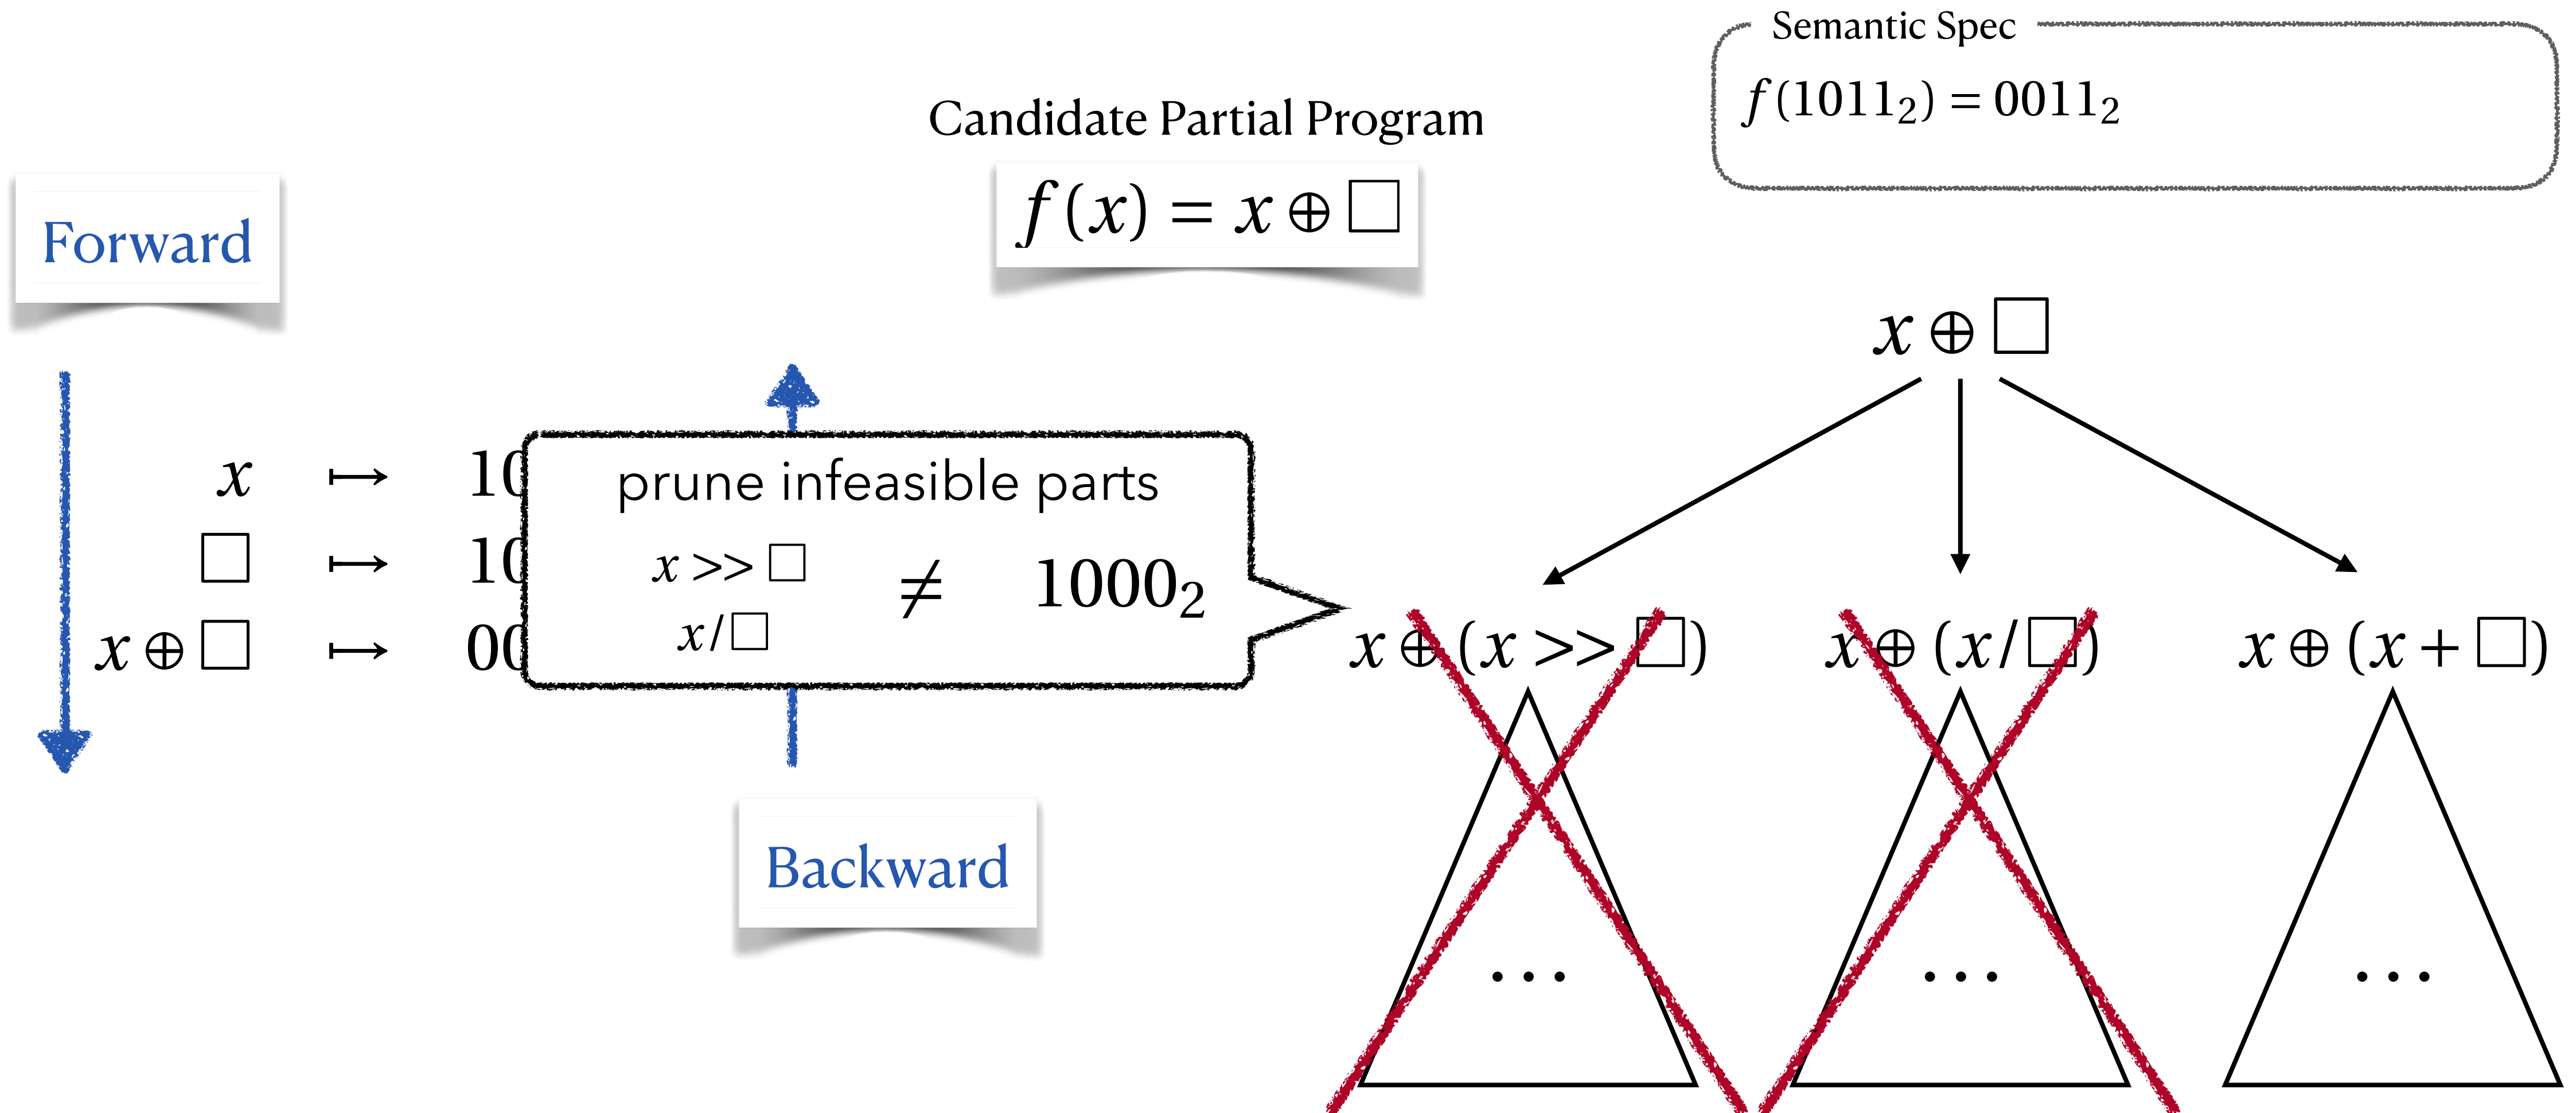 Semantic Spec
f(1011₂) = 0011₂
Candidate Partial Program
f(x) = x ⊕ □
Forward
x ⊕ □
x ↦ 10
□ ↦ 10
x ⊕ □ ↦ 00
prune infeasible parts
x >> □
x/□
≠ 1000₂
x ⊕ (x >> □)
x ⊕ (x/□)
x ⊕ (x + □)
Backward
...
...
...